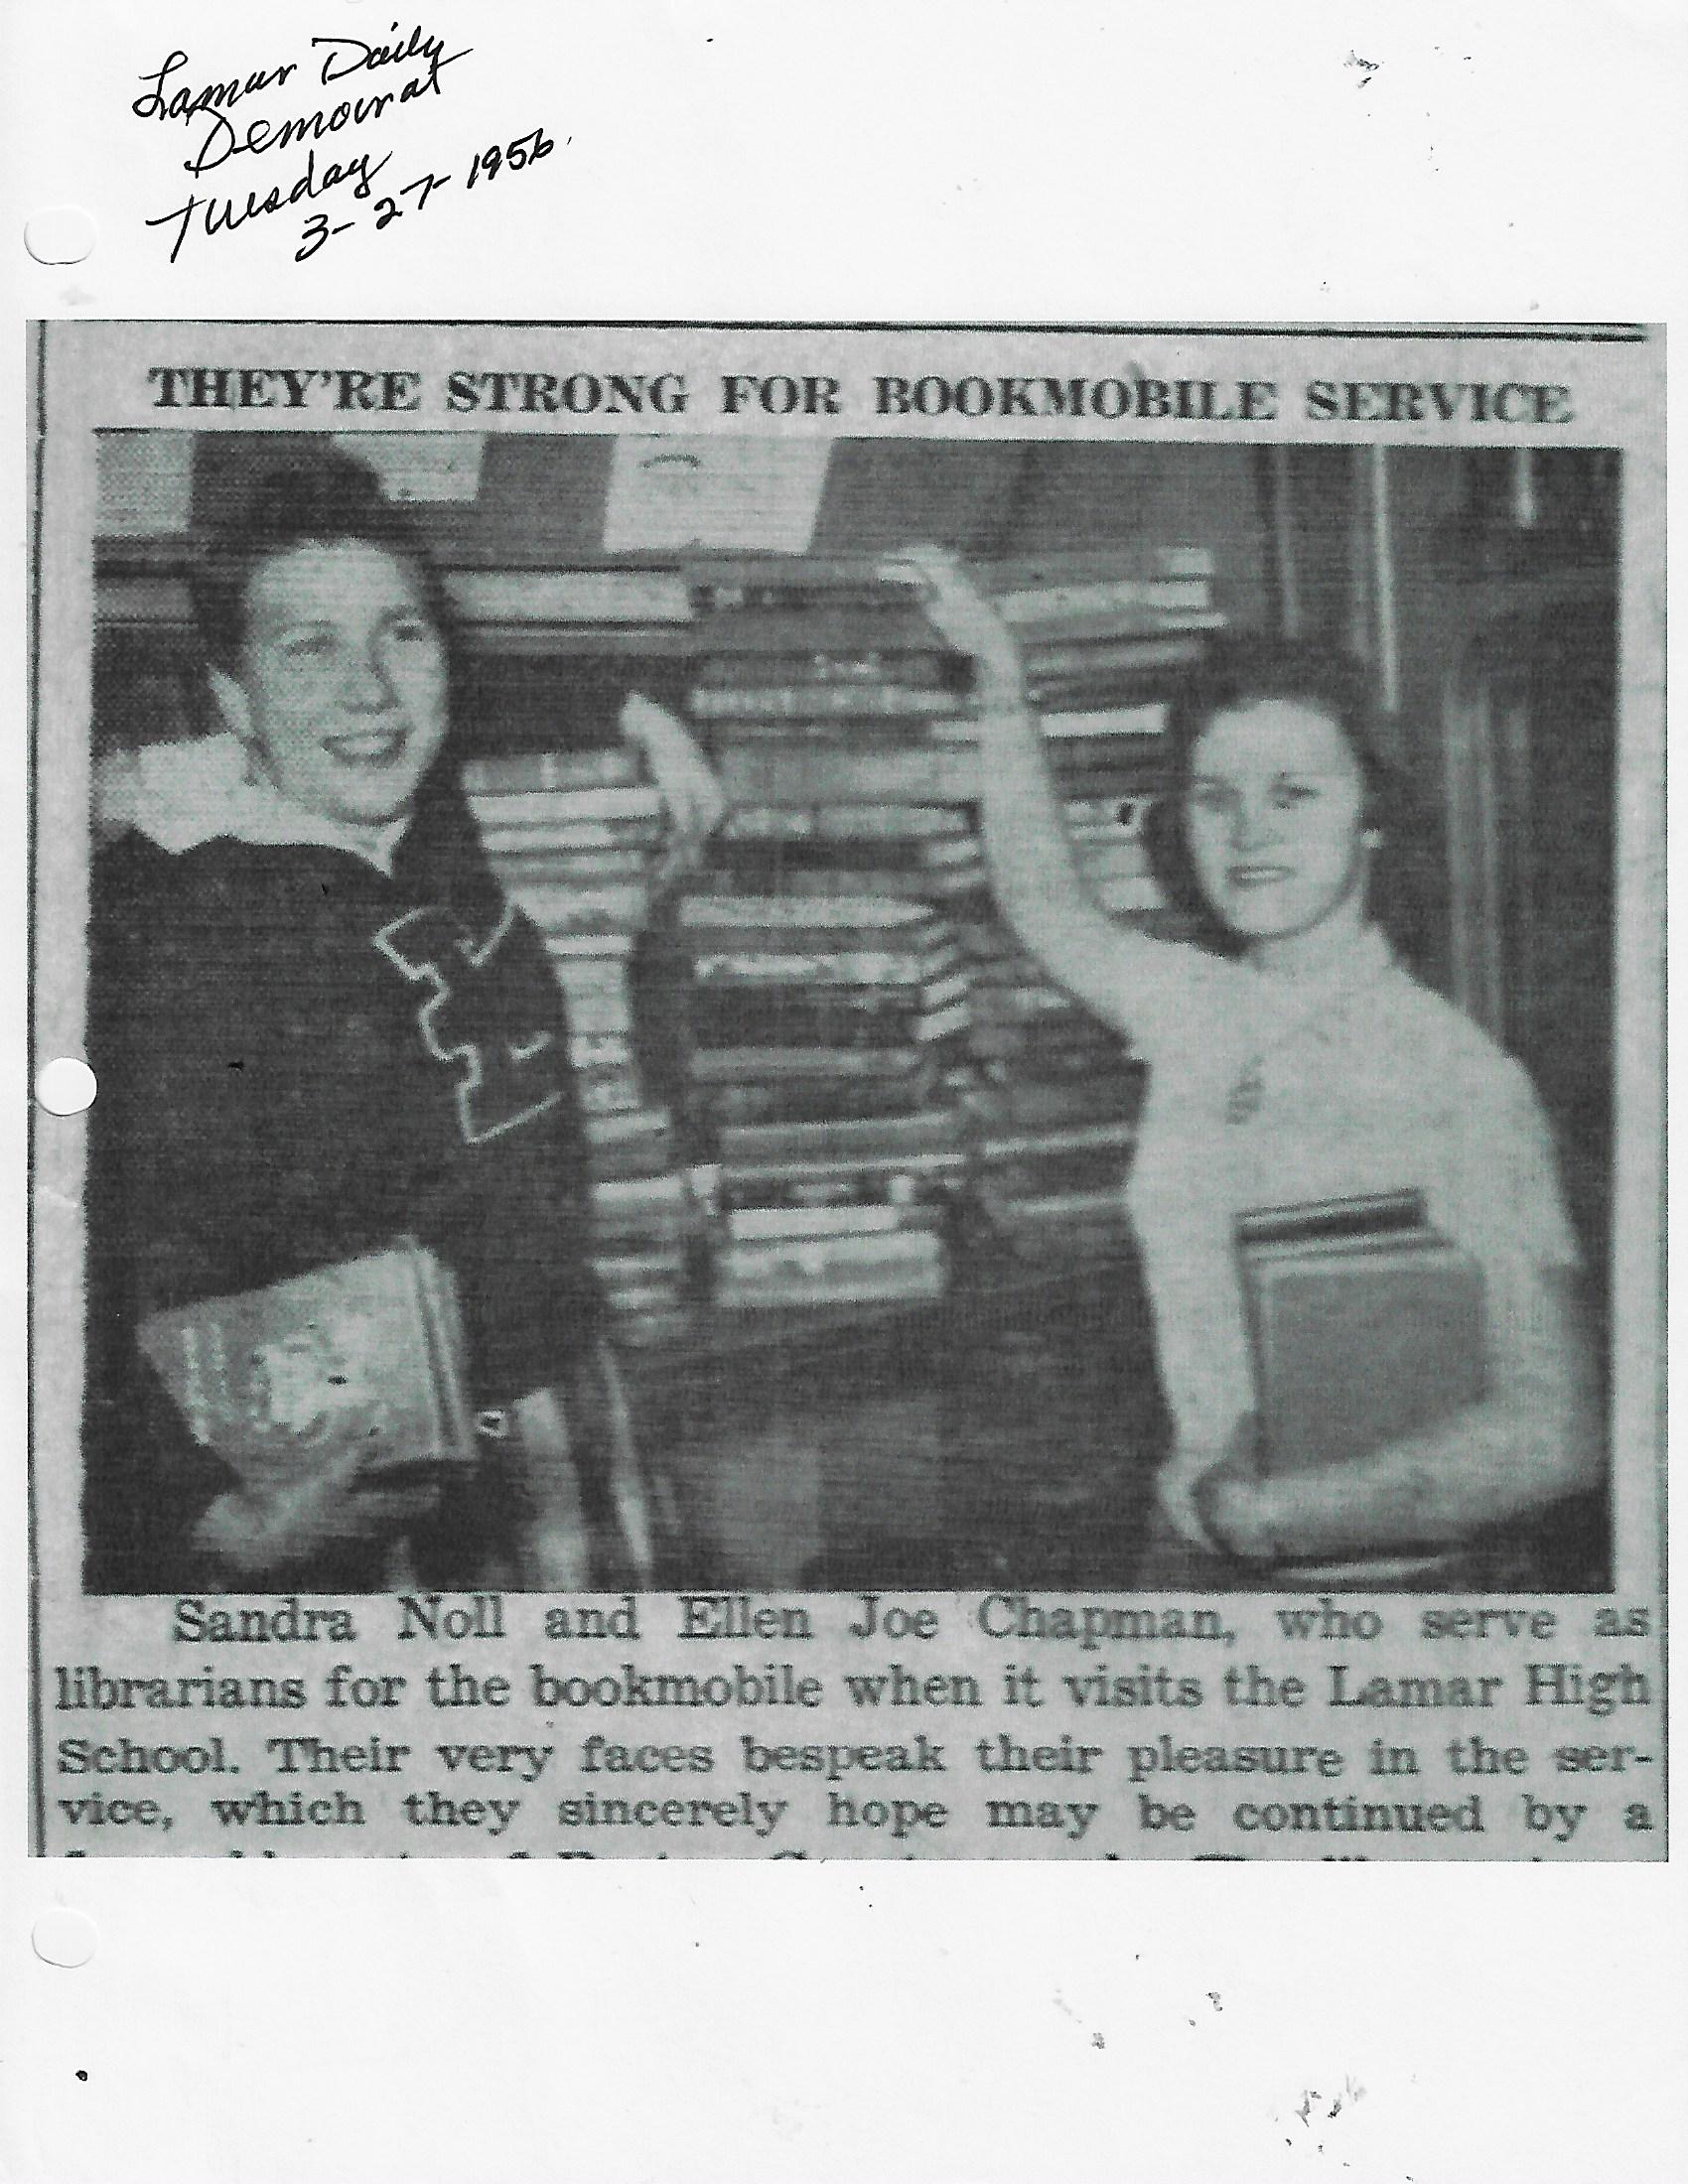 Lamar Daily
Democrat
Tuesday
3-27-1956.
THEY'RE STRONG FOR BOOKMOBILE SERVICE
Sandra Noll and Ellen Joe Chapman, who serve as
librarians for the bookmobile when it visits the Lamar High
School. Their very faces bespeak their pleasure in the ser-
vice, which they sincerely hope may be continued by a